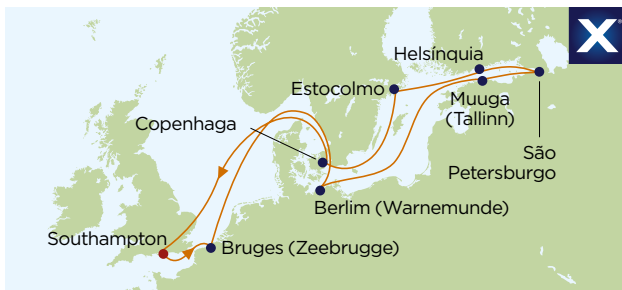 X
Helsínquia
Estocolmo
Muuga
(Tallinn)
Copenhaga
São
Petersburgo
Berlim (Warnemunde)
Southampton
Bruges (Zeebrugge)